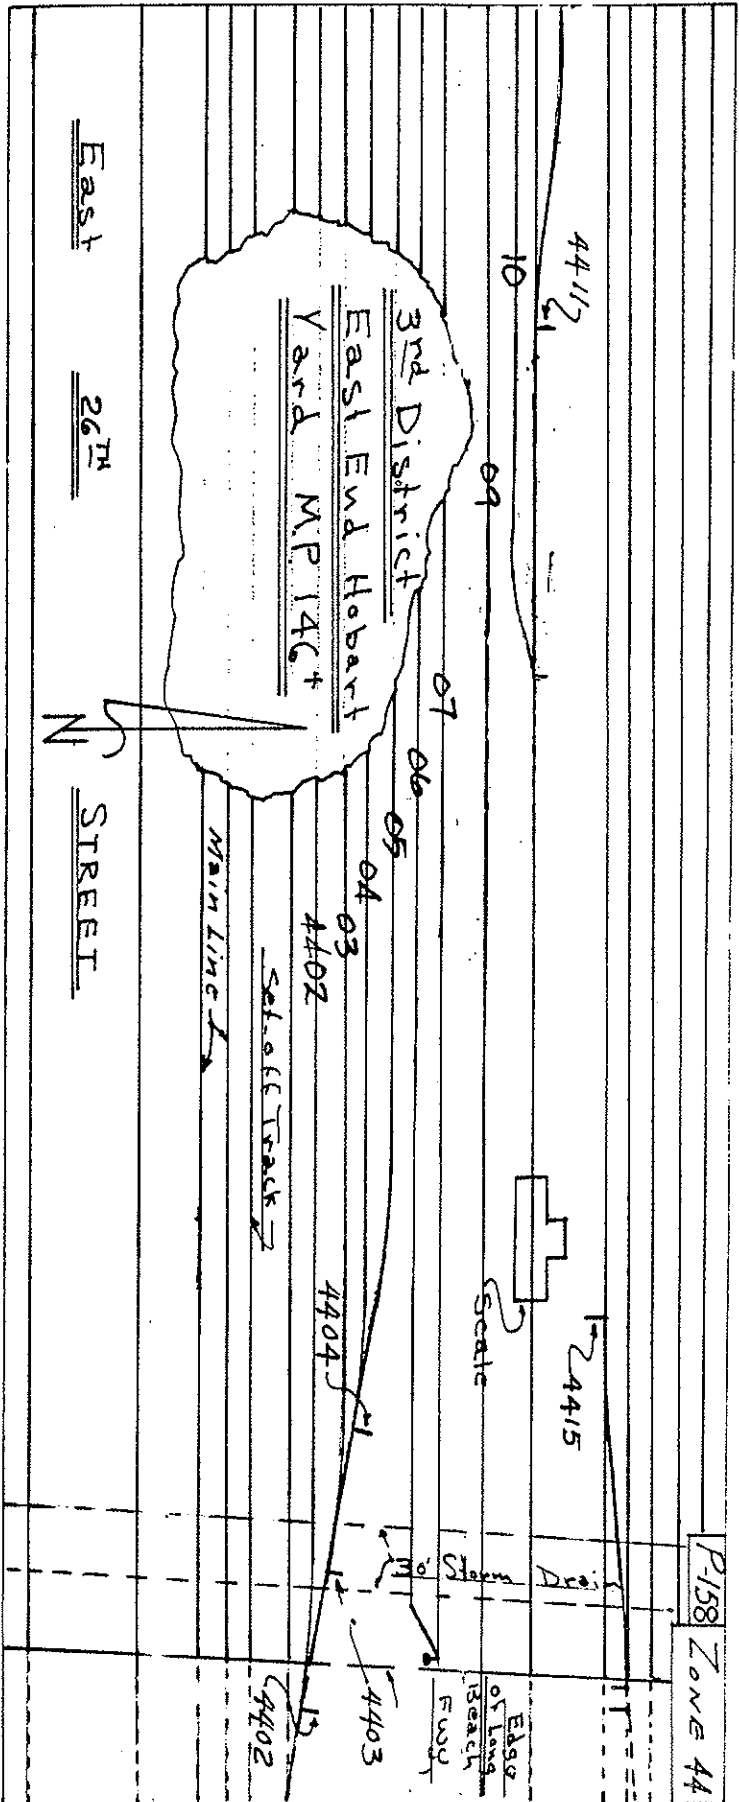 P-158
ZONE 44
4411
10
09
3rd District
East End Hobart
Yard M.P. 146+
07
06
05
04
03
4402
Set-off Track
Main Line
East 26TH STREET
N
Scale
4415
4404
Storm Drain
4403
4402
Edge
of Long
Beach
FWY.